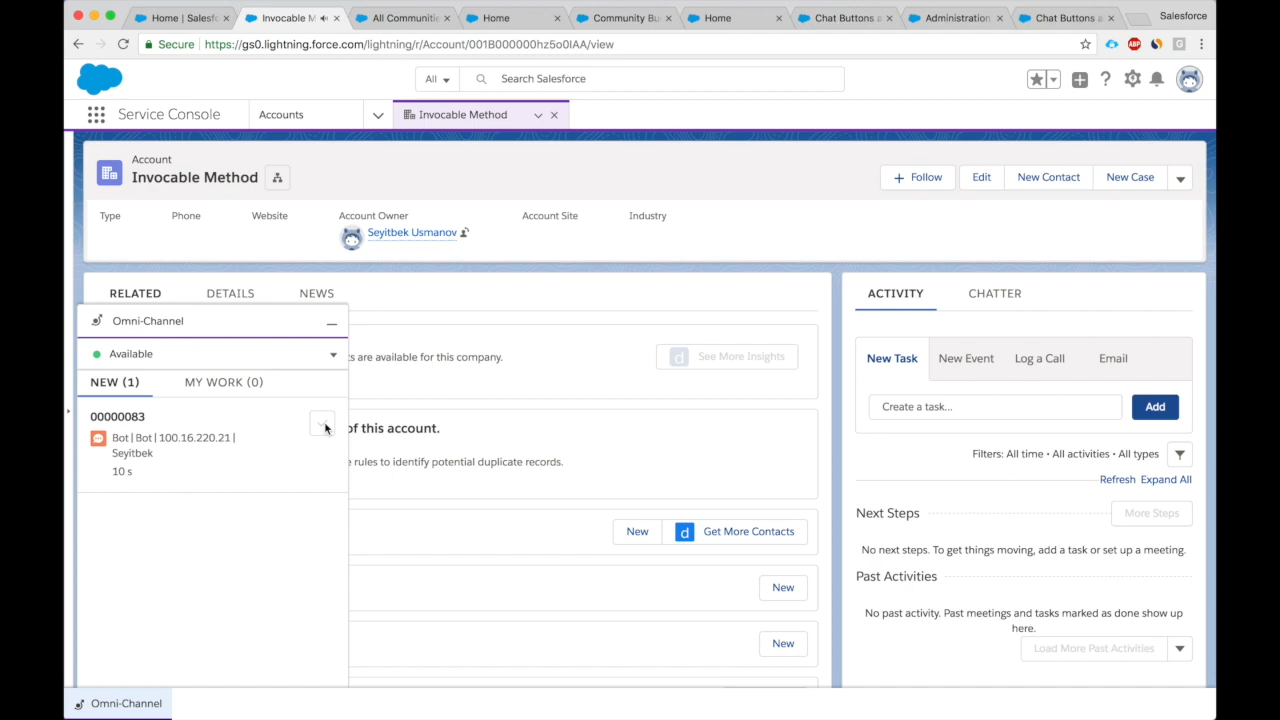 Home | Salesf
Invocable M
All Communitie
Home
Community Bu
Home
Chat Buttons a
Administration
Chat Buttons a
Salesforce
Secure
https://gs0.lightning.force.com/lightning/r/Account/001B000000hz5o0IAA/view
ABP
G
All
Search Salesforce
Service Console
Accounts
Invocable Method
Account
Invocable Method
Follow
Edit
New Contact
New Case
Type
Phone
Website
Account Owner
Account Site
Industry
Seyitbek Usmanov
RELATED
DETAILS
NEWS
ACTIVITY
CHATTER
Omni-Channel
Available
ts are available for this company.
d See More Insights
NEW (1)
MY WORK (0)
00000083
Bot | Bot | 100.16.220.21 |
Seyitbek
10 s
of this account.
e rules to identify potential duplicate records.
New
d Get More Contacts
New
New
New Task
New Event
Log a Call
Email
Create a task...
Add
Filters: All time • All activities • All types
Refresh
Expand All
Next Steps
More Steps
No next steps. To get things moving, add a task or set up a meeting.
Past Activities
No past activity. Past meetings and tasks marked as done show up
here.
Load More Past Activities
Omni-Channel